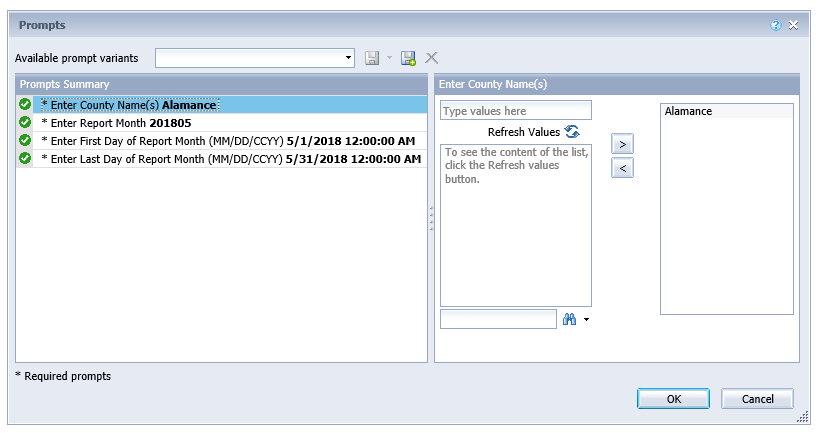 Prompts
Available prompt variants
Prompts Summary
* Enter County Name(s) Alamance
* Enter Report Month 201805
* Enter First Day of Report Month (MM/DD/CCYY) 5/1/2018 12:00:00 AM
* Enter Last Day of Report Month (MM/DD/CCYY) 5/31/2018 12:00:00 AM
Enter County Name(s)
Type values here
Refresh Values
To see the content of the list,
click the Refresh values
button.
>
<
Alamance
* Required prompts
OK
Cancel